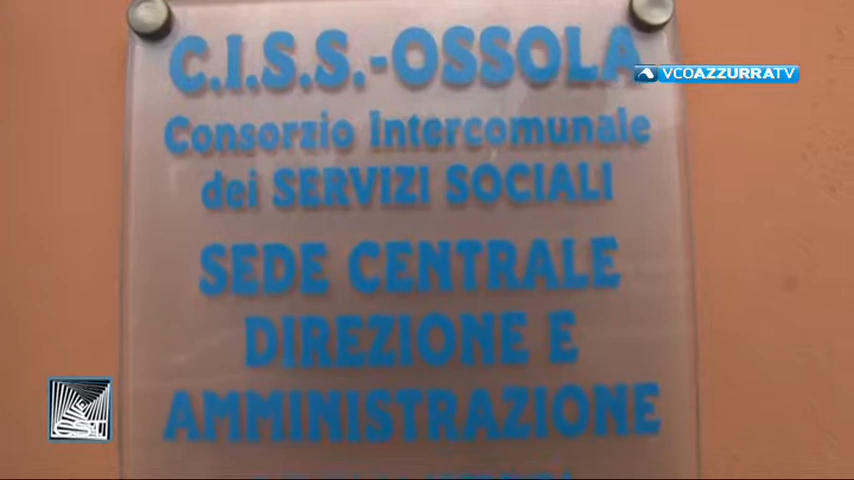 C.I.S.S.-OSSOLA
VCOAZZURRATV
Consorzio Intercomunale
dei SERVIZI SOCIALI
SEDE CENTRALE
DIREZIONE E
AMMINISTRAZIONE